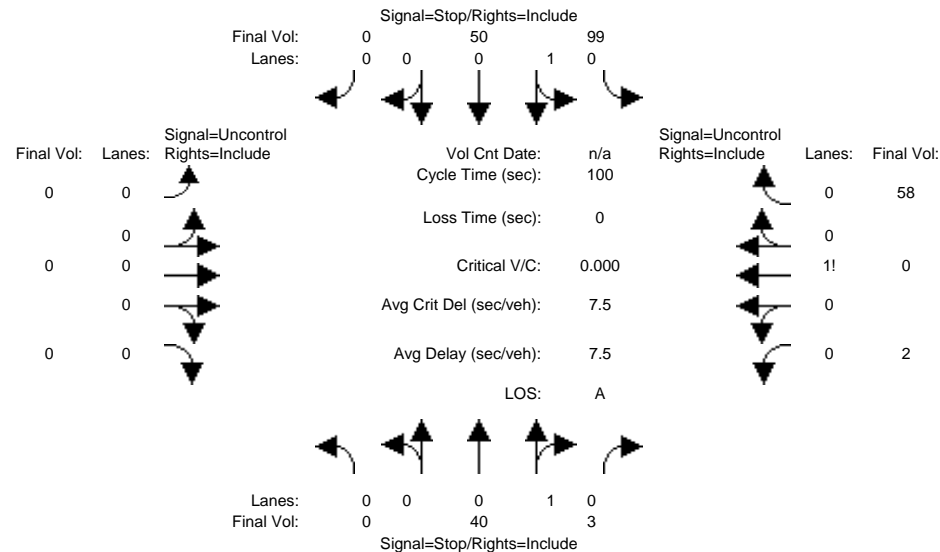 Signal=Stop/Rights=Include
Final Vol: 0 50 99
Lanes: 0 0 0 1 0
Signal=Uncontrol Signal=Uncontrol
Final Vol: Lanes: Rights=Include Vol Cnt Date: n/a Rights=Include Lanes: Final Vol:
Cycle Time (sec): 100
0 0 0 58
Loss Time (sec): 0
0 0
0 0 Critical V/C: 0.000 1! 0
0 Avg Crit Del (sec/veh): 7.5 0
0 0 Avg Delay (sec/veh): 7.5 0 2
LOS: A
Lanes: 0 0 0 1 0
Final Vol: 0 40 3
Signal=Stop/Rights=Include